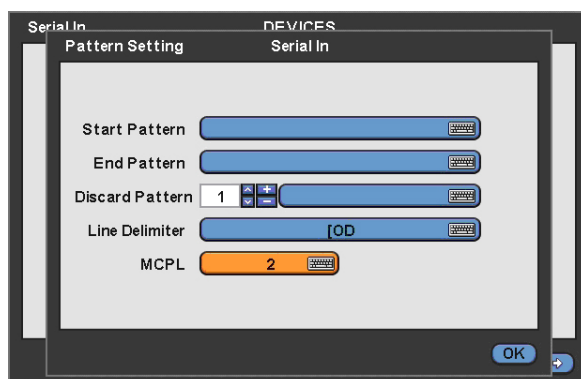 Serial In DEVICES
Pattern Setting Serial In
Start Pattern
End Pattern
Discard Pattern 1
Line Delimiter [OD
MCPL 2
OK